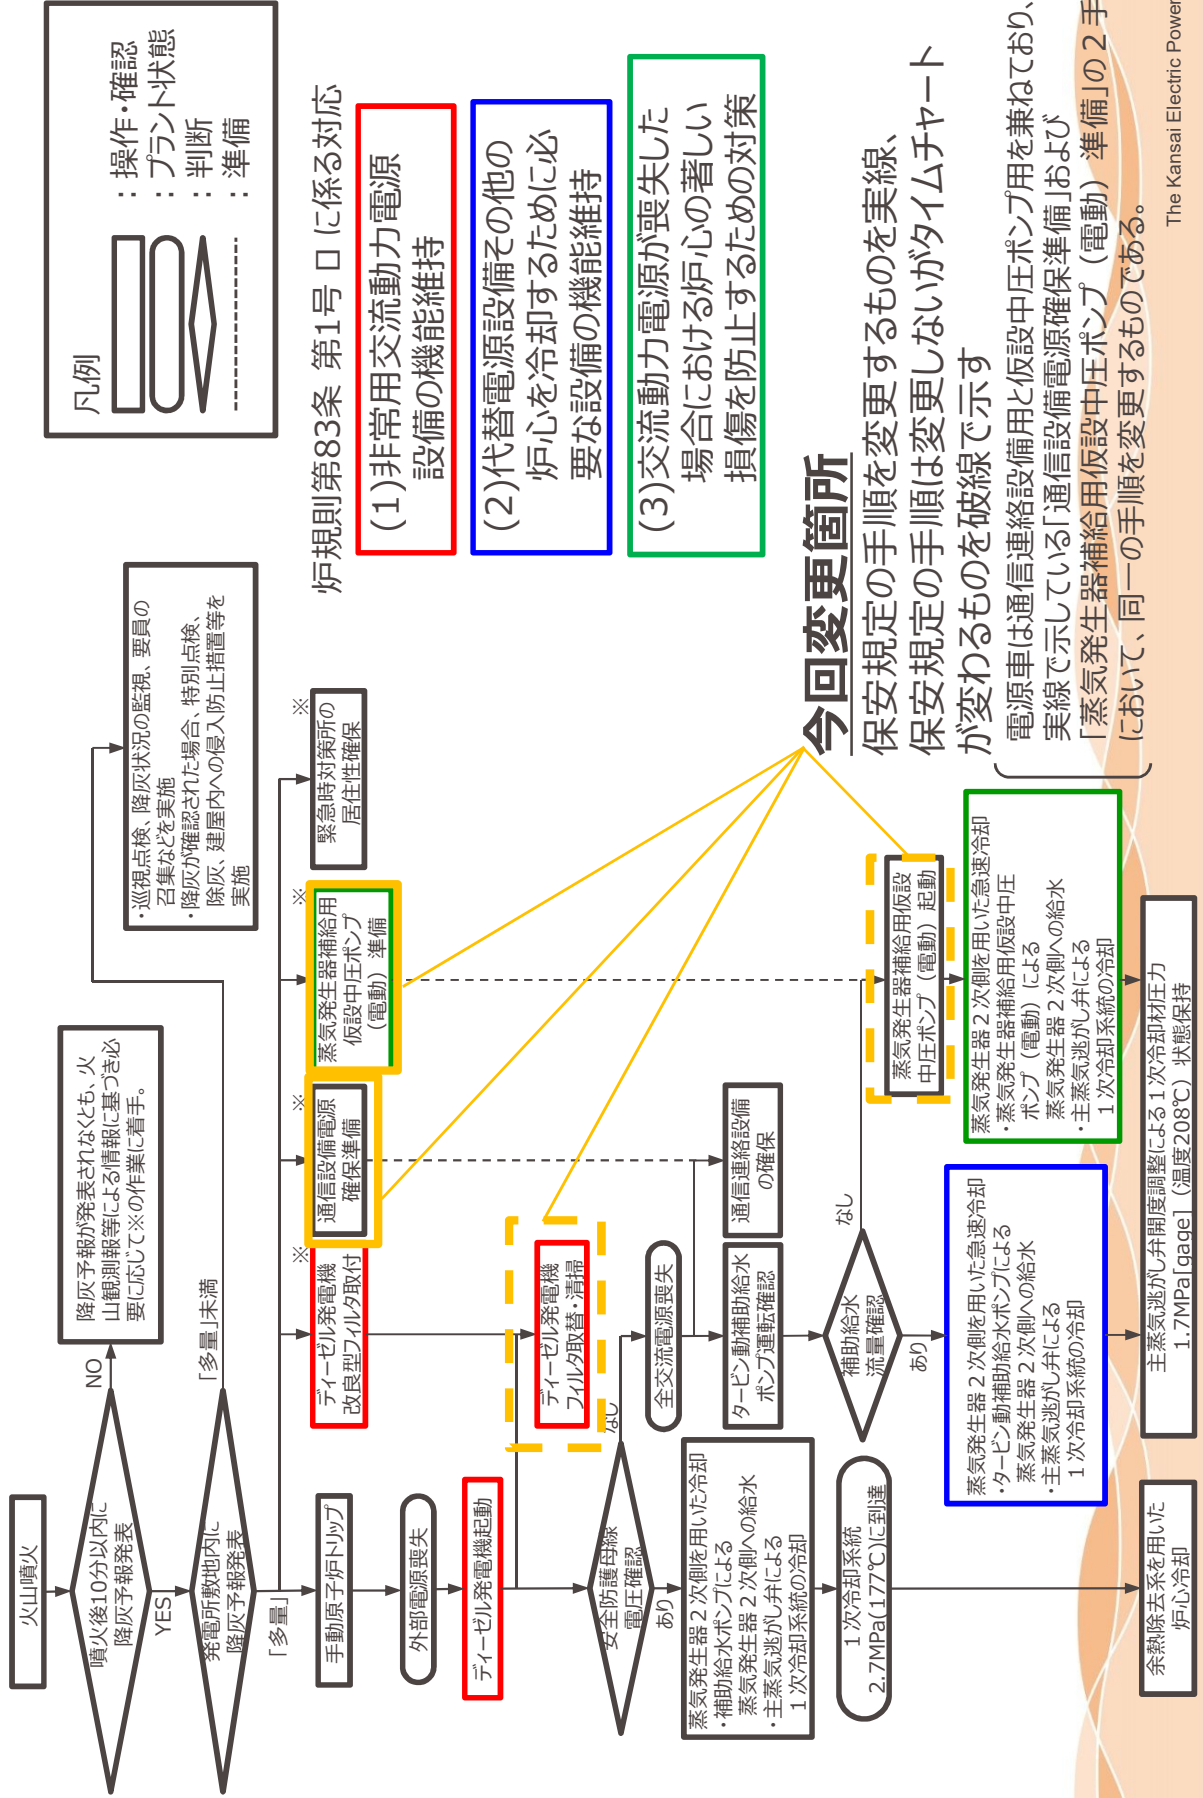 火山噴火
噴火後10分以内に
降灰予報発表
NO
降灰予報が発表されなくとも、火
山観測報等による情報に基づき必
要に応じて※の作業に着手。
YES
発電所敷地内に
降灰予報発表
「多量」未満
・巡視点検、降灰状況の監視、要員の
召集などを実施
・降灰が確認された場合、特別点検、
除灰、建屋内への侵入防止措置等を
実施
「多量」
手動原子炉トリップ
※
ディーゼル発電機
改良型フィルタ取付
※
通信設備電源
確保準備
※
蒸気発生器補給用
仮設中圧ポンプ
（電動）準備
※
緊急時対策所の
居住性確保
外部電源喪失
ディーゼル発電機起動
ディーゼル発電機
フィルタ取替・清掃
安全防護母線
電圧確認
なし
あり
全交流電源喪失
蒸気発生器２次側を用いた冷却
・補助給水ポンプによる
蒸気発生器２次側への給水
・主蒸気逃がし弁による
１次冷却系統の冷却
タービン動補助給水
ポンプ運転確認
通信連絡設備
の確保
１次冷却系統
2.7MPa(177℃)に到達
補助給水
流量確認
なし
あり
蒸気発生器補給用仮設
中圧ポンプ（電動）起動
蒸気発生器２次側を用いた急速冷却
・タービン動補助給水ポンプによる
蒸気発生器２次側への給水
・主蒸気逃がし弁による
１次冷却系統の冷却
蒸気発生器２次側を用いた急速冷却
・蒸気発生器補給用仮設中圧
ポンプ（電動）による
蒸気発生器２次側への給水
・主蒸気逃がし弁による
１次冷却系統の冷却
余熱除去系を用いた
炉心冷却
主蒸気逃がし弁開度調整による１次冷却材圧力
1.7MPa[gage]（温度208℃）状態保持
凡例
：操作・確認
：プラント状態
：判断
：準備
炉規則第83条 第1号 ロ に係る対応
(1)非常用交流動力電源
設備の機能維持
(2)代替電源設備その他の
炉心を冷却するために必
要な設備の機能維持
(3)交流動力電源が喪失した
場合における炉心の著しい
損傷を防止するための対策
今回変更箇所
保安規定の手順を変更するものを実線、
保安規定の手順は変更しないがタイムチャート
が変わるものを破線で示す
電源車は通信連絡設備用と仮設中圧ポンプ用を兼ねており、
実線で示している「通信設備電源確保準備」および
「蒸気発生器補給用仮設中圧ポンプ（電動）準備」の２手
において、同一の手順を変更するものである。
The Kansai Electric Power